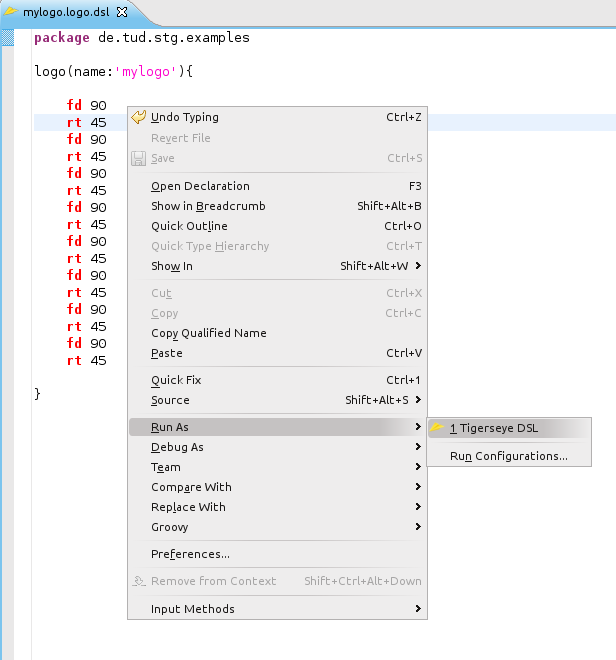 mylogo.logo.dsl
package de.tud.stg.examples
logo(name:'mylogo'){
fd 90
rt 45
fd 90
rt 45
fd 90
rt 45
fd 90
rt 45
fd 90
rt 45
fd 90
rt 45
fd 90
rt 45
fd 90
rt 45
}
Undo Typing Ctrl+Z
Revert File
Save Ctrl+S
Open Declaration F3
Show in Breadcrumb Shift+Alt+B
Quick Outline Ctrl+O
Quick Type Hierarchy Ctrl+T
Show In Shift+Alt+W
Cut Ctrl+X
Copy Ctrl+C
Copy Qualified Name
Paste Ctrl+V
Quick Fix Ctrl+1
Source Shift+Alt+S
Run As
Debug As
Team
Compare With
Replace With
Groovy
Preferences...
Remove from Context Shift+Ctrl+Alt+Down
Input Methods
1 Tigerseye DSL
Run Configurations...